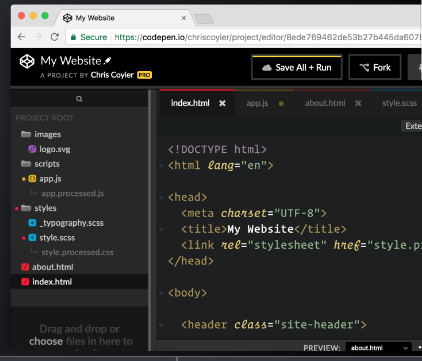 My Website
Secure https://codepen.io/chriscoyier/project/editor/8ede769462de53b27b445da607
My Website
A PROJECT BY Chris Coyier PRO
Save All + Run
Fork
index.html
app.js
about.html
style.scss
PROJECT ROOT
images
logo.svg
scripts
app.js
app.processed.js
styles
_typography.scss
style.scss
style.processed.css
about.html
index.html
Drag and drop or
choose files in here to
Exte
<!DOCTYPE html>
<html lang="en">
<head>
<meta charset="UTF-8">
<title>My Website</title>
<link rel="stylesheet" href="style.p
</head>
<body>
<header class="site-header">
PREVIEW: about.html